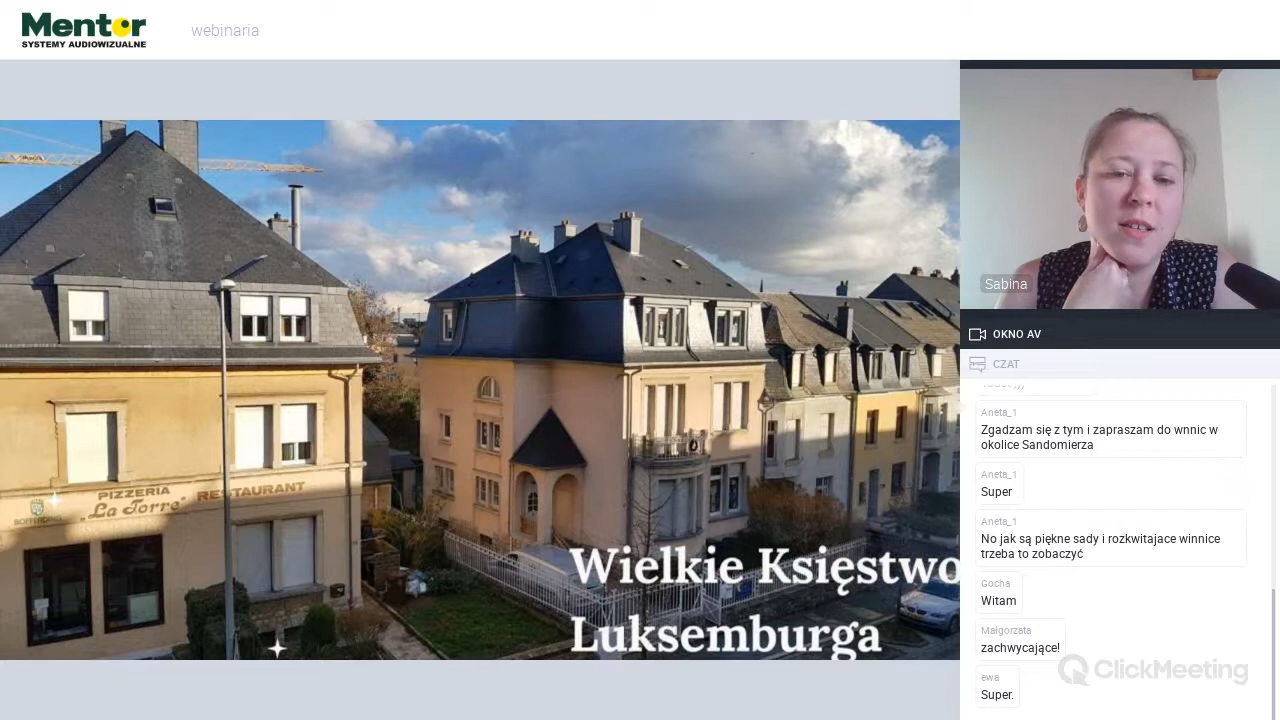 Mentor
SYSTEMY AUDIOWIZUALNE
webinaria
PIZZERIA
„La Torre"
RESTAURANT
Wielkie Księstwo
Luksemburga
Sabina
OKNO AV
CZAT
Aneta_1
Zgadzam się z tym i zapraszam do wnnic w
okolice Sandomierza
Aneta_1
Super
Aneta_1
No jak są piękne sady i rozkwitajace winnice
trzeba to zobaczyć
Gocha
Witam
Małgorzata
zachwycające!
ewa
Super.
ClickMeeting